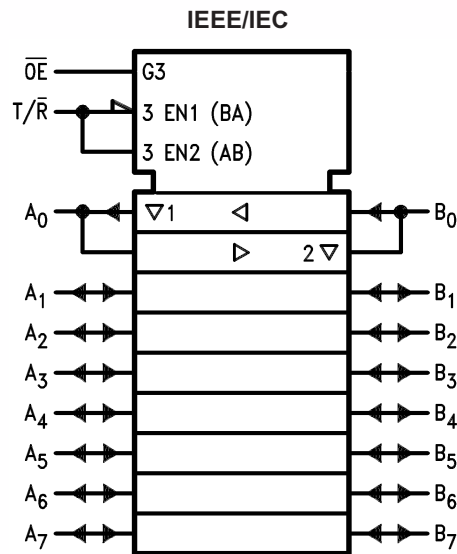 IEEE/IEC
O̅E̅ G3
T/R̅ 3 EN1 (BA)
3 EN2 (AB)
A₀ ▽1 ◁ B₀
▷ 2▽
A₁ B₁
A₂ B₂
A₃ B₃
A₄ B₄
A₅ B₅
A₆ B₆
A₇ B₇